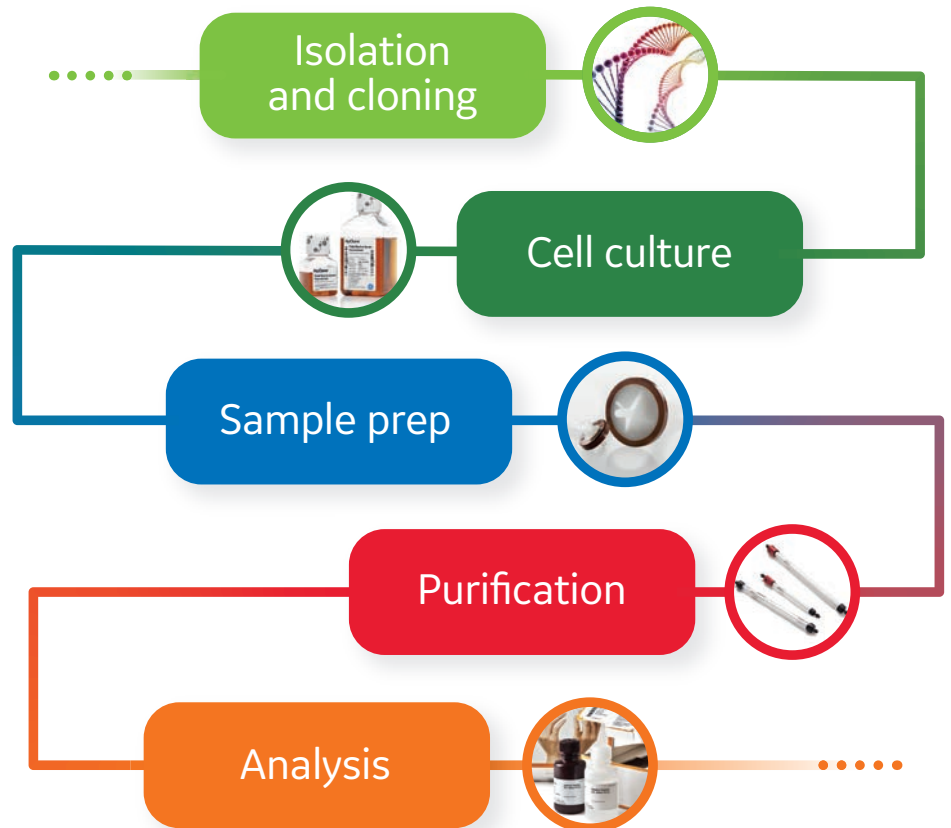 Isolation
and cloning
Cell culture
Sample prep
Purification
Analysis